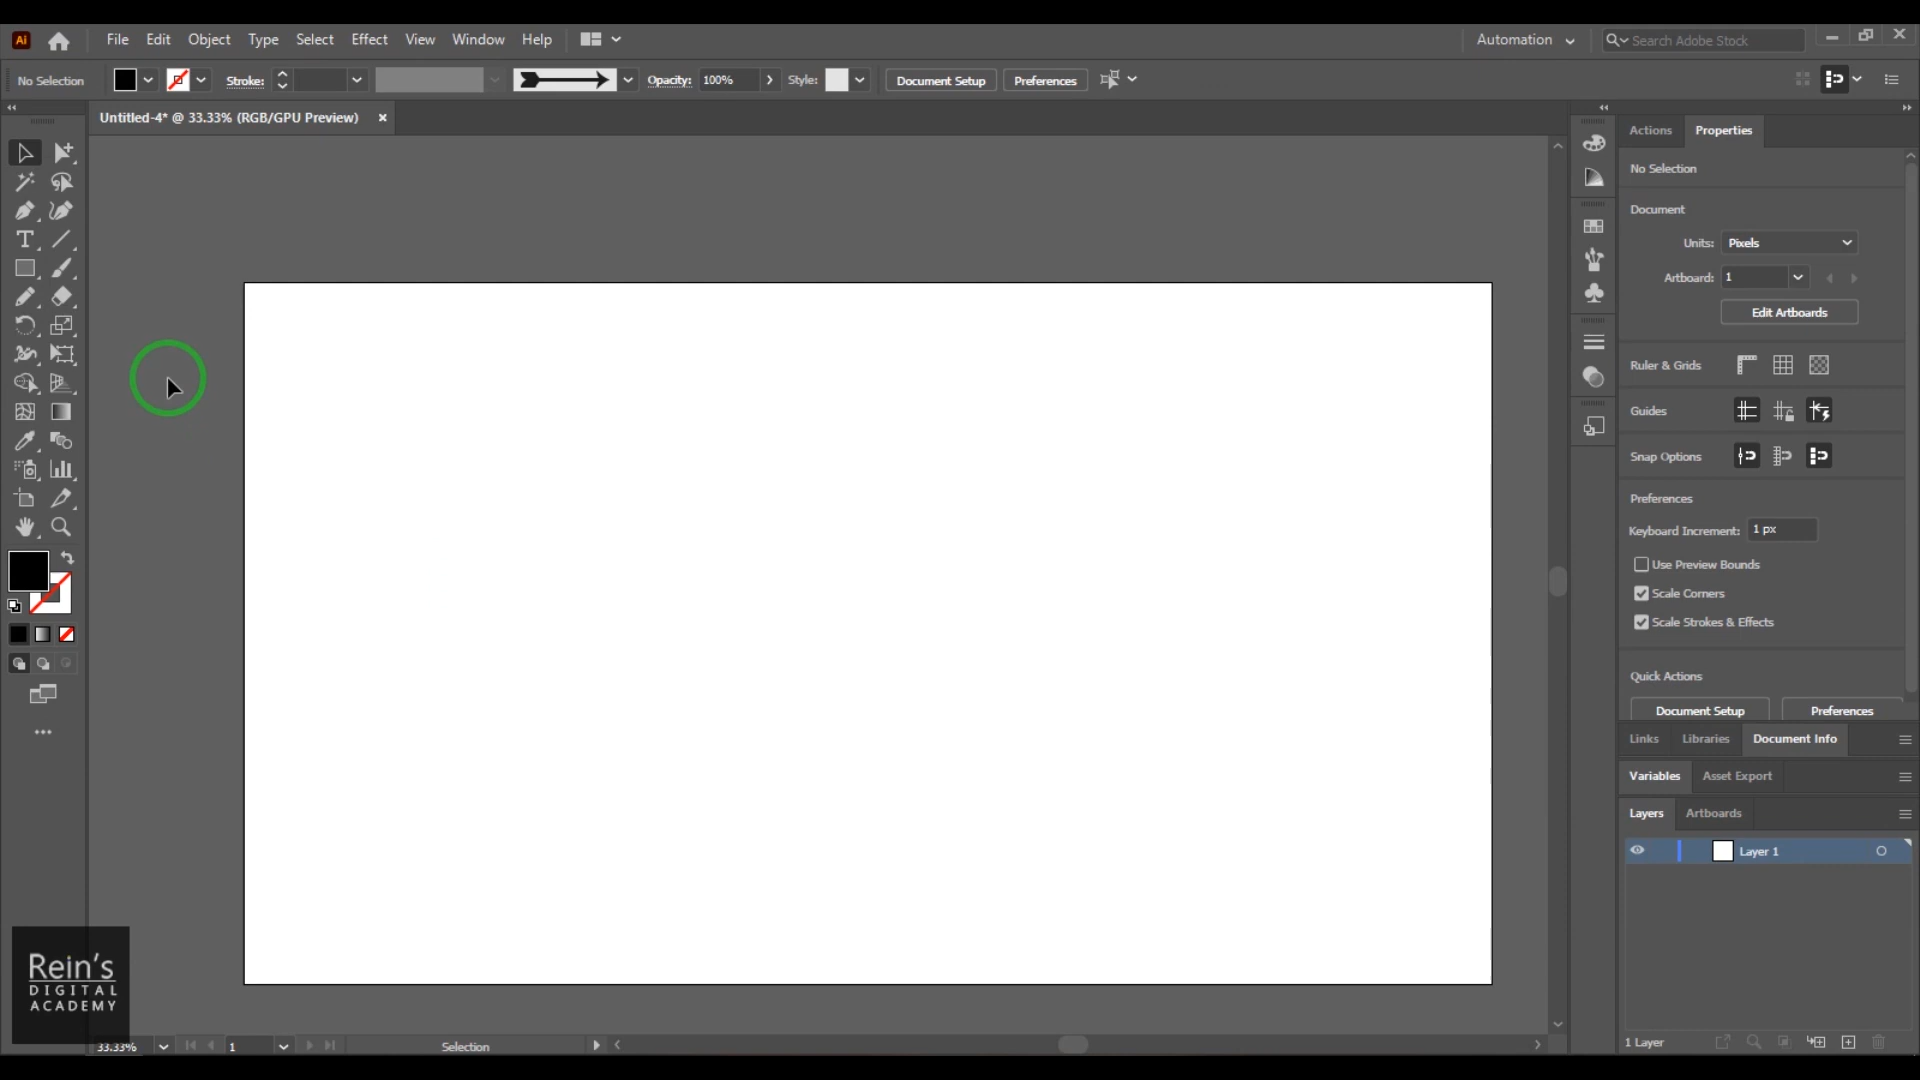 Ai File Edit Object Type Select Effect View Window Help Automation Search Adobe Stock
No Selection Stroke: Opacity: 100% Style: Document Setup Preferences
Untitled-4* @ 33.33% (RGB/GPU Preview)
Actions Properties
No Selection
Document
Units: Pixels
Artboard: 1
Edit Artboards
Ruler & Grids
Guides
Snap Options
Preferences
Keyboard Increment: 1 px
Use Preview Bounds
Scale Corners
Scale Strokes & Effects
Quick Actions
Document Setup Preferences
Links Libraries Document Info
Variables Asset Export
Layers Artboards
Layer 1
1 Layer
Rein's
DIGITAL
ACADEMY
33.33% 1 Selection